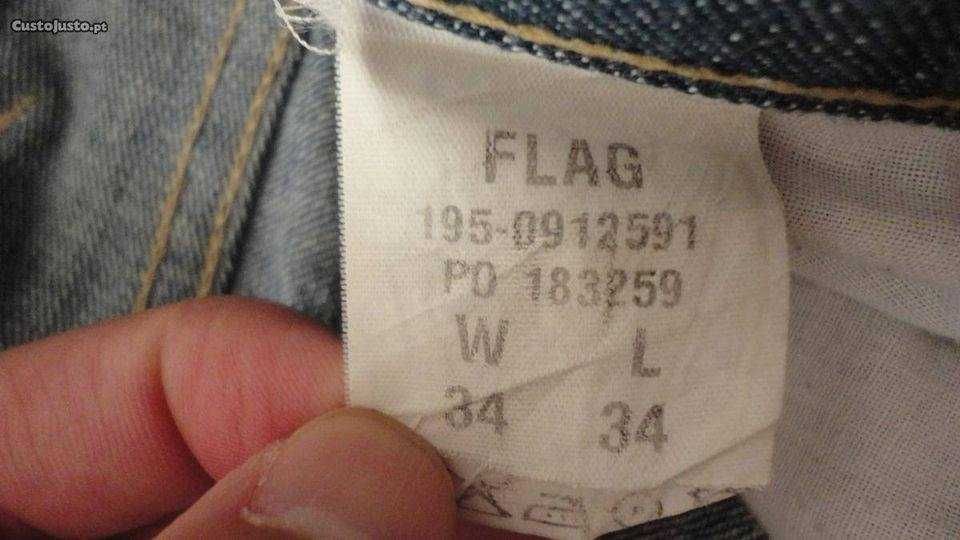 CustoJusto.pt
FLAG
195-0912591
PO 183259
W L
34 34